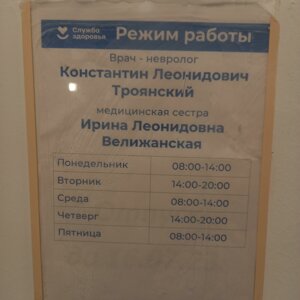 Служба здоровья
Режим работы
Врач - невролог
Константин Леонидович
Троянский
медицинская сестра
Ирина Леонидовна
Велижанская
Понедельник 08:00-14:00
Вторник 14:00-20:00
Среда 08:00-14:00
Четверг 14:00-20:00
Пятница 08:00-14:00